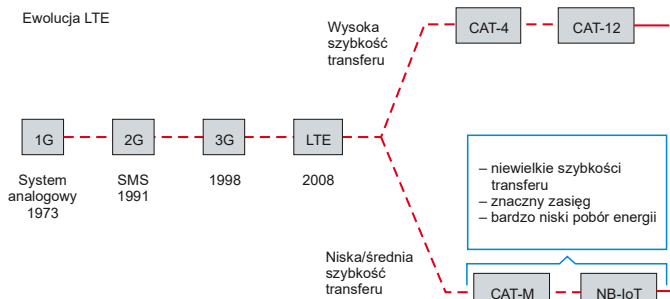 Ewolucja LTE
Wysoka
szybkość
transferu
CAT-4
CAT-12
1G
2G
3G
LTE
System
analogowy
1973
SMS
1991
1998
2008
– niewielkie szybkości
transferu
– znaczny zasięg
– bardzo niski pobór energii
Niska/średnia
szybkość
transferu
CAT-M
NB-IoT